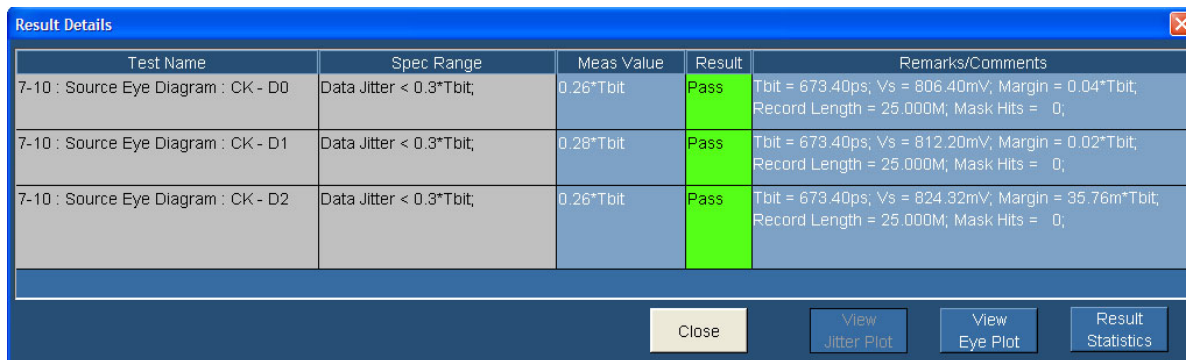 Result Details
Test Name Spec Range Meas Value Result Remarks/Comments
7-10 : Source Eye Diagram : CK - D0 Data Jitter < 0.3*Tbit; 0.26*Tbit Pass Tbit = 673.40ps; Vs = 806.40mV; Margin = 0.04*Tbit;
Record Length = 25.000M; Mask Hits = 0;
7-10 : Source Eye Diagram : CK - D1 Data Jitter < 0.3*Tbit; 0.28*Tbit Pass Tbit = 673.40ps; Vs = 812.20mV; Margin = 0.02*Tbit;
Record Length = 25.000M; Mask Hits = 0;
7-10 : Source Eye Diagram : CK - D2 Data Jitter < 0.3*Tbit; 0.26*Tbit Pass Tbit = 673.40ps; Vs = 824.32mV; Margin = 35.76m*Tbit;
Record Length = 25.000M; Mask Hits = 0;
Close
View
Jitter Plot
View
Eye Plot
Result
Statistics